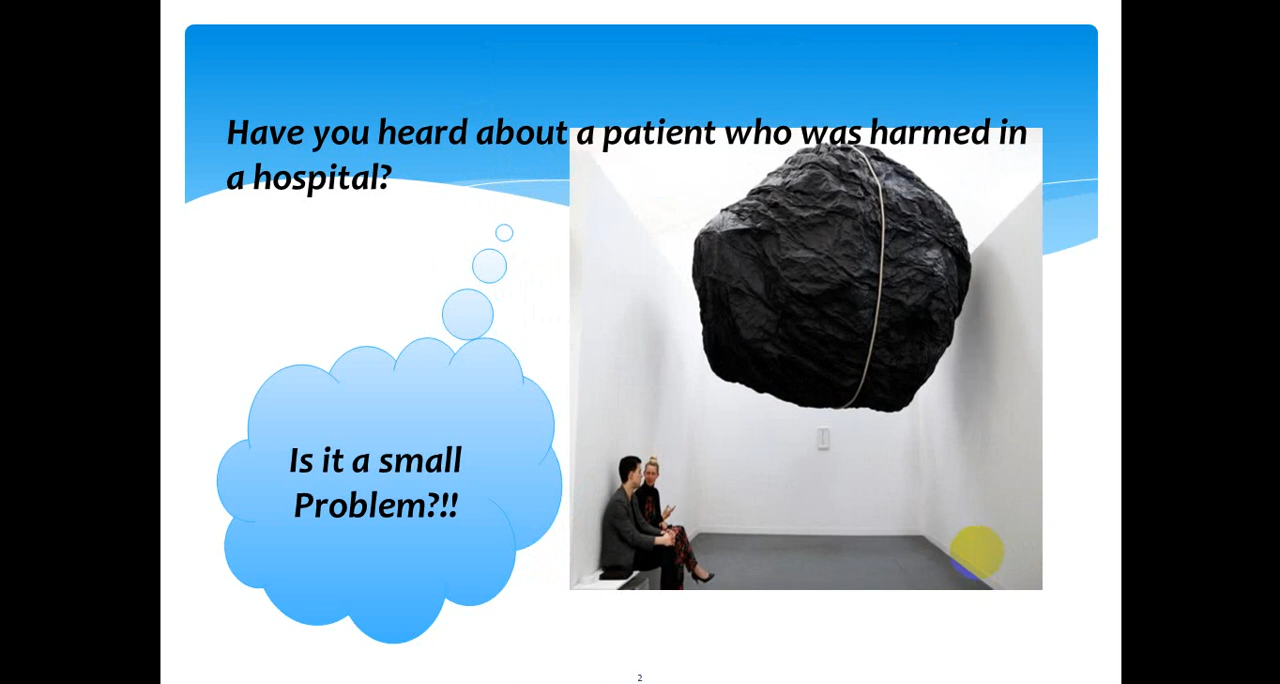 Have you heard about a patient who was harmed in
a hospital?
Is it a small
Problem?!!
2